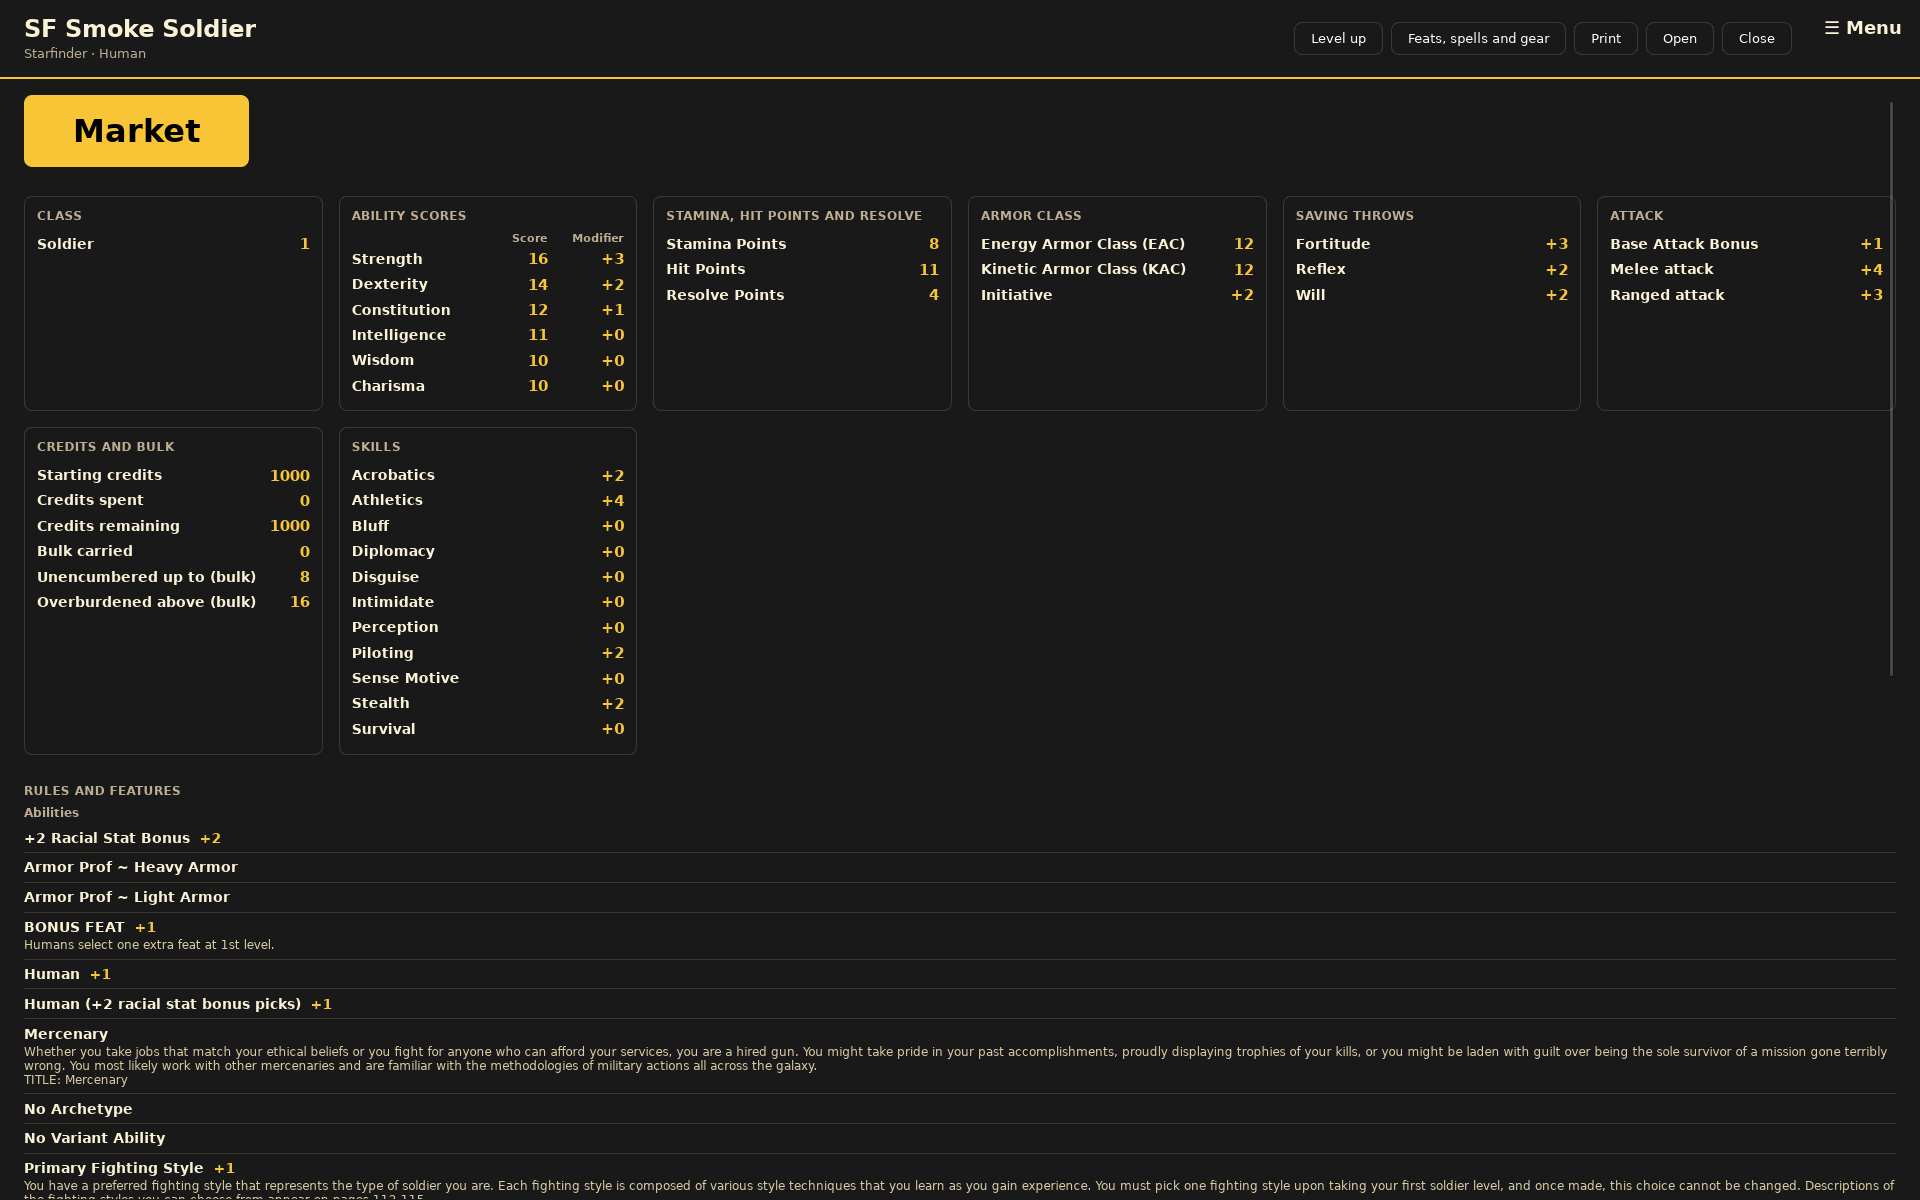 SF Smoke Soldier
Starfinder · Human
Level up
Feats, spells and gear
Print
Open
Close
☰ Menu
Market
CLASS
Soldier 1
ABILITY SCORES
Score Modifier
Strength 16 +3
Dexterity 14 +2
Constitution 12 +1
Intelligence 11 +0
Wisdom 10 +0
Charisma 10 +0
STAMINA, HIT POINTS AND RESOLVE
Stamina Points 8
Hit Points 11
Resolve Points 4
ARMOR CLASS
Energy Armor Class (EAC) 12
Kinetic Armor Class (KAC) 12
Initiative +2
SAVING THROWS
Fortitude +3
Reflex +2
Will +2
ATTACK
Base Attack Bonus +1
Melee attack +4
Ranged attack +3
CREDITS AND BULK
Starting credits 1000
Credits spent 0
Credits remaining 1000
Bulk carried 0
Unencumbered up to (bulk) 8
Overburdened above (bulk) 16
SKILLS
Acrobatics +2
Athletics +4
Bluff +0
Diplomacy +0
Disguise +0
Intimidate +0
Perception +0
Piloting +2
Sense Motive +0
Stealth +2
Survival +0
RULES AND FEATURES
Abilities
+2 Racial Stat Bonus +2
Armor Prof ~ Heavy Armor
Armor Prof ~ Light Armor
BONUS FEAT +1
Humans select one extra feat at 1st level.
Human +1
Human (+2 racial stat bonus picks) +1
Mercenary
Whether you take jobs that match your ethical beliefs or you fight for anyone who can afford your services, you are a hired gun. You might take pride in your past accomplishments, proudly displaying trophies of your kills, or you might be laden with guilt over being the sole survivor of a mission gone terribly
wrong. You most likely work with other mercenaries and are familiar with the methodologies of military actions all across the galaxy.
TITLE: Mercenary
No Archetype
No Variant Ability
Primary Fighting Style +1
You have a preferred fighting style that represents the type of soldier you are. Each fighting style is composed of various style techniques that you learn as you gain experience. You must pick one fighting style upon taking your first soldier level, and once made, this choice cannot be changed. Descriptions of
the fighting styles you can choose from appear on pages 112-115.